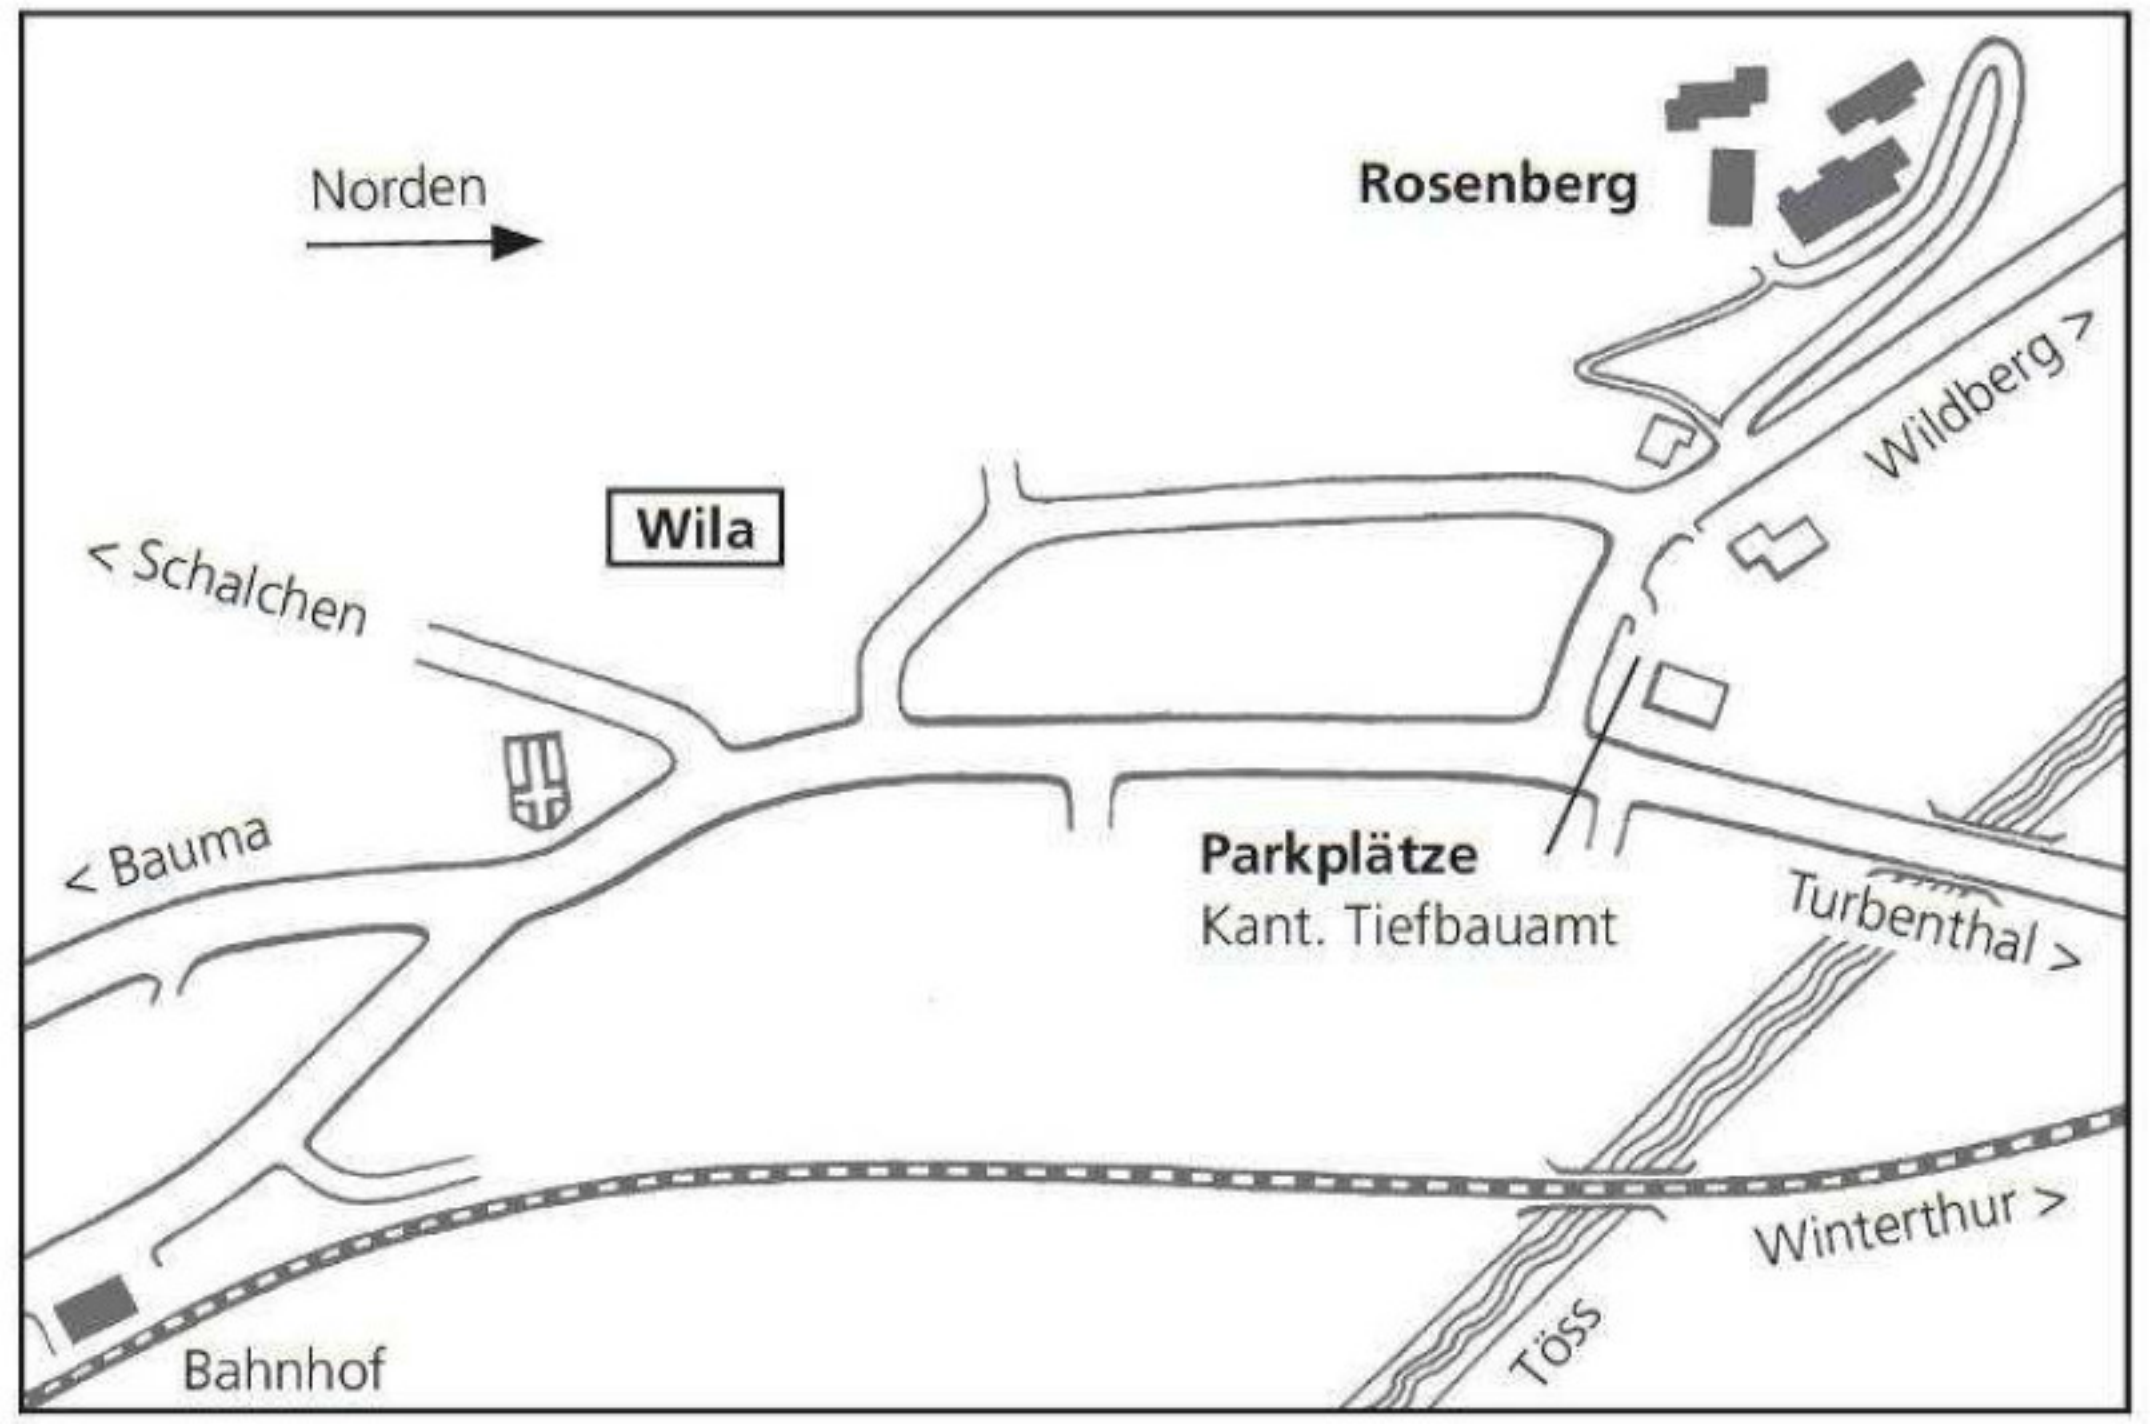 Norden
Rosenberg
Wildberg >
Wila
< Schalchen
< Bauma
Parkplätze
Kant. Tiefbauamt
Turbenthal >
Winterthur >
Töss
Bahnhof